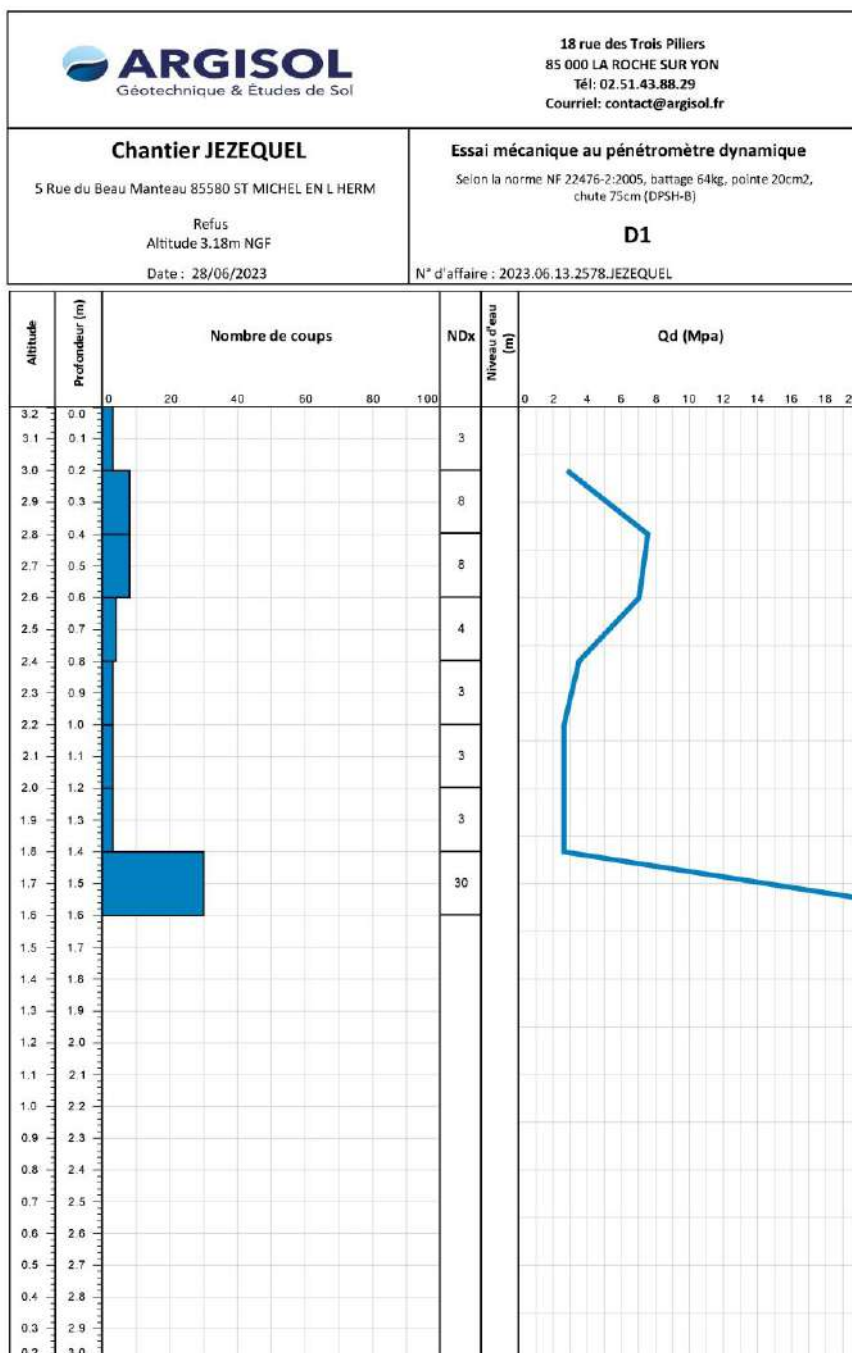 ARGISOL
Géotechnique & Études de Sol
18 rue des Trois Piliers
85 000 LA ROCHE SUR YON
Tél: 02.51.43.88.29
Courriel: contact@argisol.fr
Chantier JEZEQUEL
5 Rue du Beau Manteau 85580 ST MICHEL EN L HERM
Refus
Altitude 3.18m NGF
Date : 28/06/2023
Essai mécanique au pénétromètre dynamique
Selon la norme NF 22476-2:2005, battage 64kg, pointe 20cm2,
chute 75cm (DPSH-B)
D1
N° d'affaire : 2023.06.13.2578.JEZEQUEL
Altitude
Profondeur (m)
Nombre de coups
NDx
Niveau d'eau
(m)
Qd (Mpa)
0 20 40 60 80 100
0 2 4 6 8 10 12 14 16 18
3.2 0.0
3.1 0.1 3
3.0 0.2
2.9 0.3 8
2.8 0.4
2.7 0.5 8
2.6 0.6
2.5 0.7 4
2.4 0.8
2.3 0.9 3
2.2 1.0
2.1 1.1 3
2.0 1.2
1.9 1.3 3
1.8 1.4
1.7 1.5 30
1.6 1.6
1.5 1.7
1.4 1.8
1.3 1.9
1.2 2.0
1.1 2.1
1.0 2.2
0.9 2.3
0.8 2.4
0.7 2.5
0.6 2.6
0.5 2.7
0.4 2.8
0.3 2.9
0.2 3.0